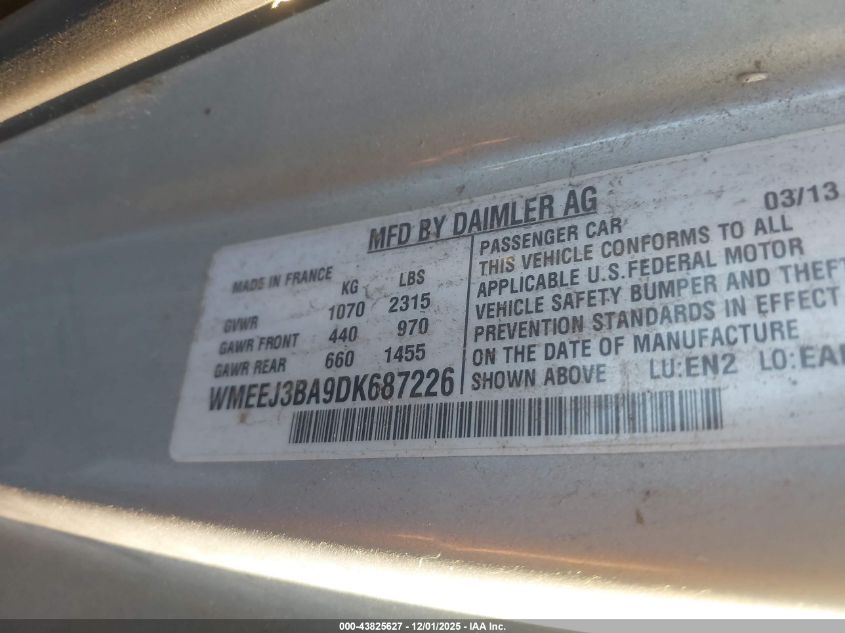 MFD BY DAIMLER AG
03/13
MADE IN FRANCE
KG LBS
GVWR 1070 2315
GAWR FRONT 440 970
GAWR REAR 660 1455
WMEEJ3BA9DK687226
PASSENGER CAR
THIS VEHICLE CONFORMS TO ALL
APPLICABLE U.S.FEDERAL MOTOR
VEHICLE SAFETY BUMPER AND THEFT
PREVENTION STANDARDS IN EFFECT
ON THE DATE OF MANUFACTURE
SHOWN ABOVE LU:EN2 LO:EA
000-43825627 - 12/01/2025 - IAA Inc.